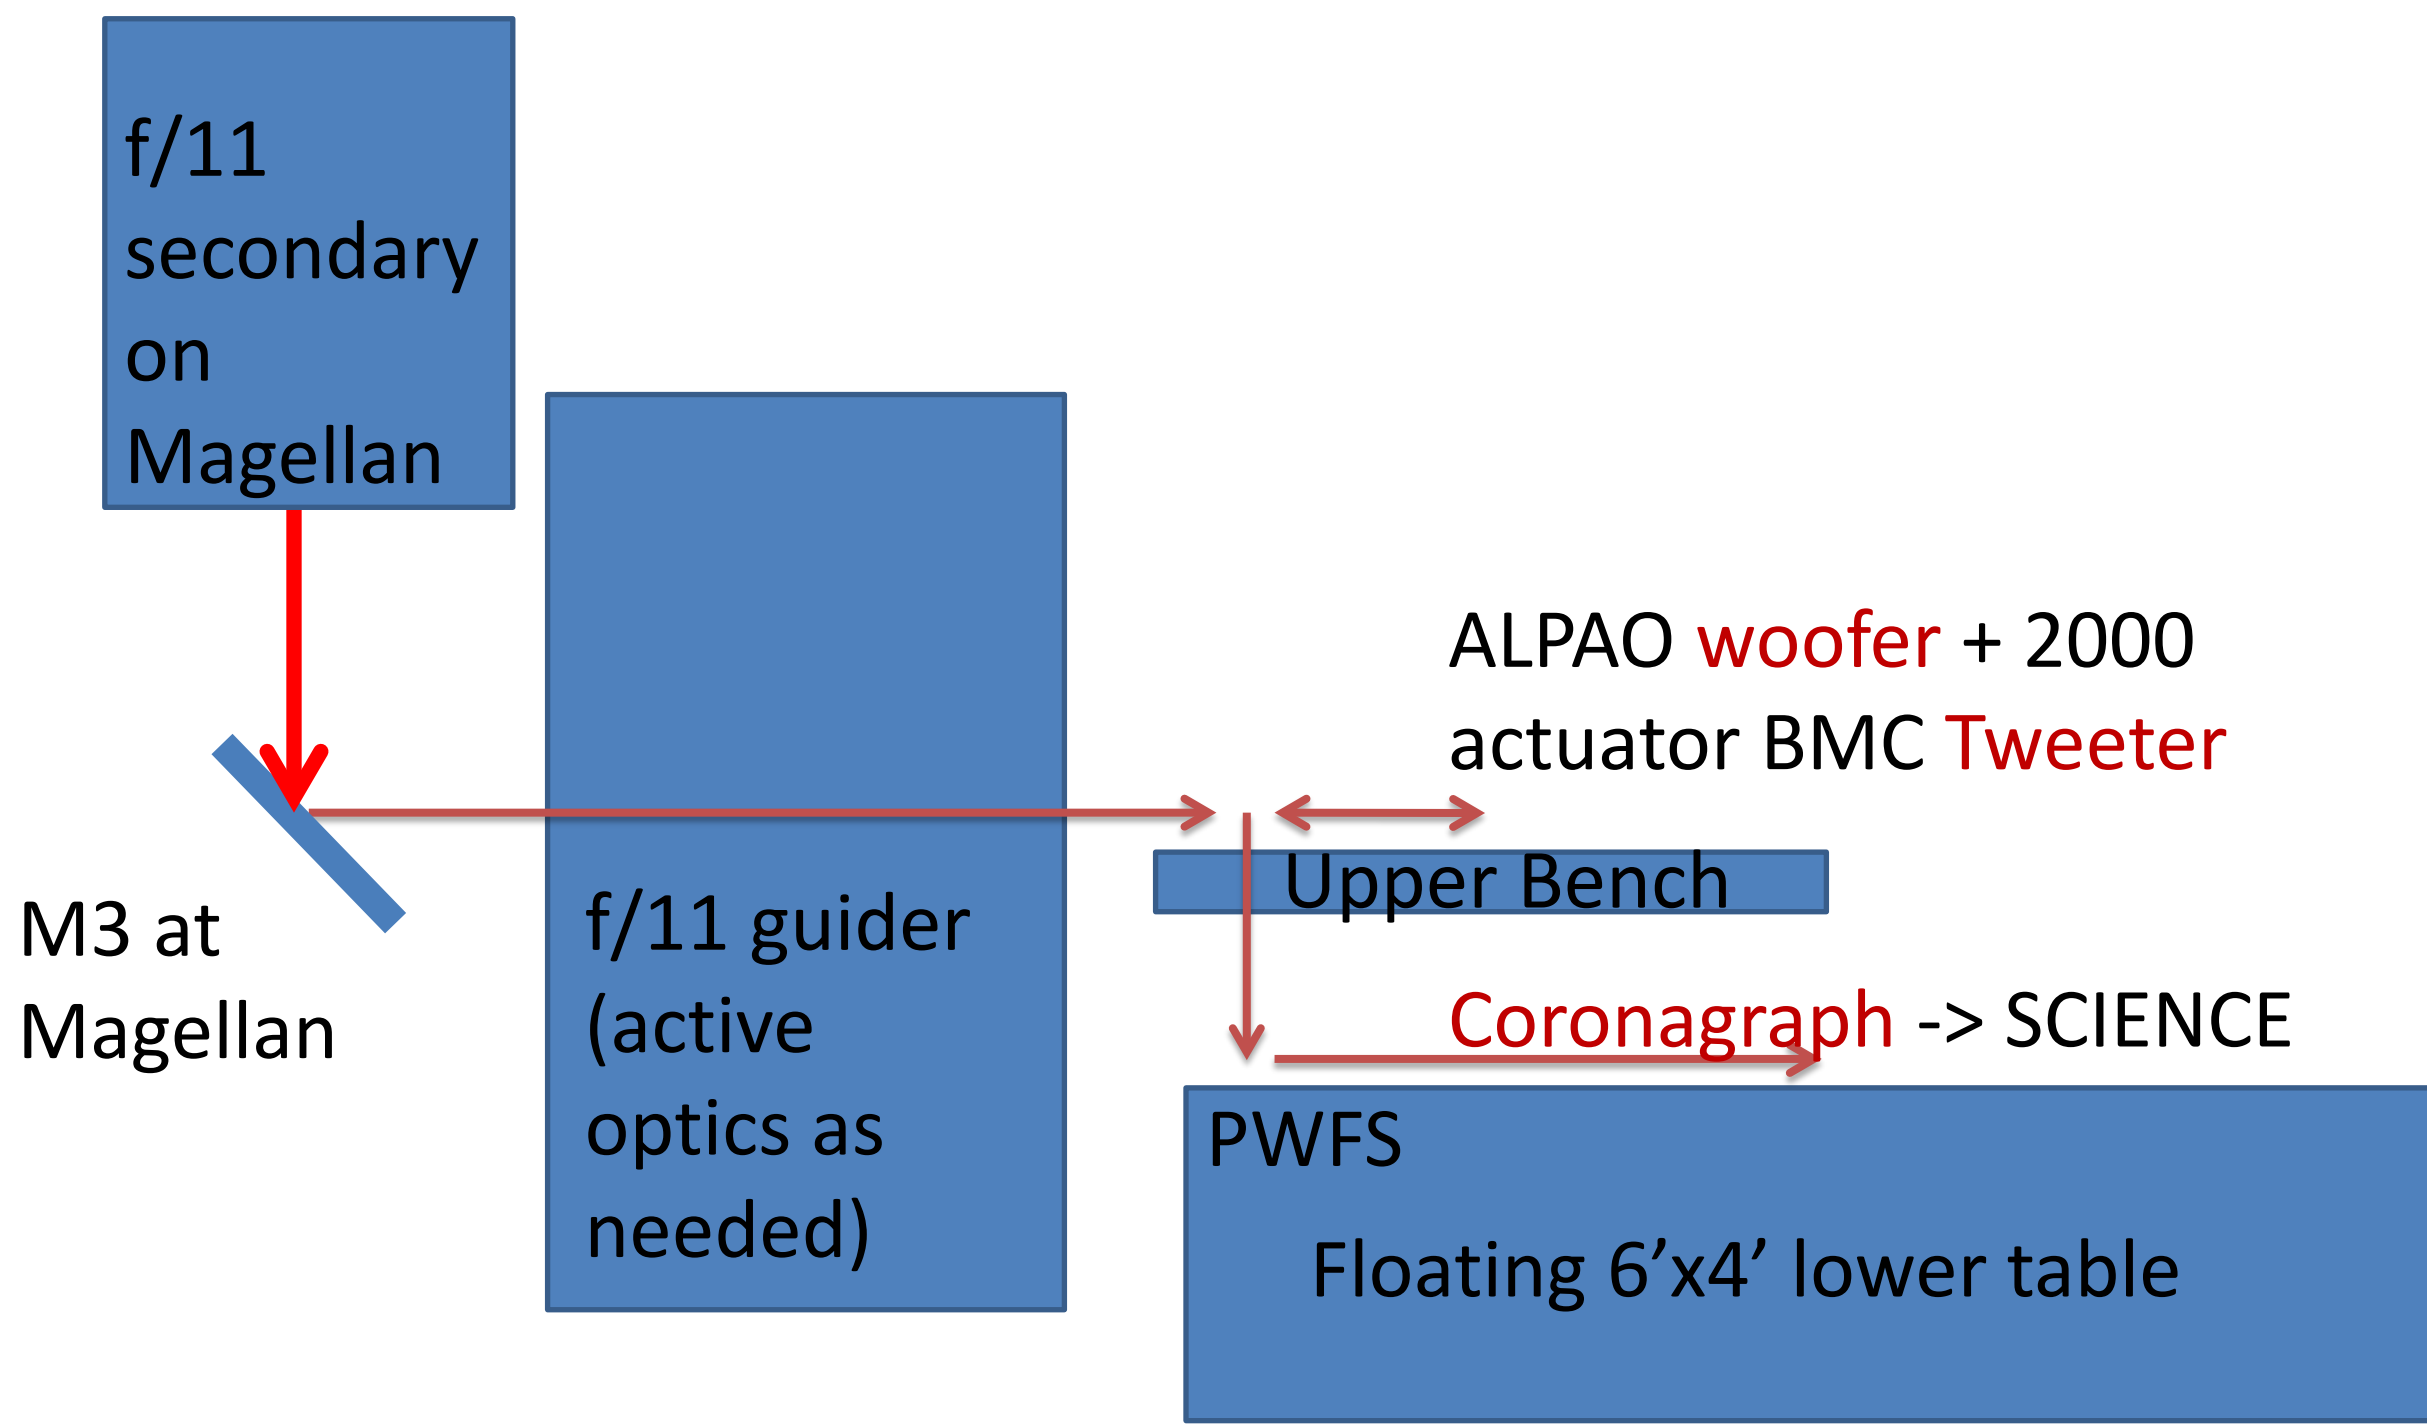 f/11
secondary
on
Magellan
M3 at
Magellan
f/11 guider
(active
optics as
needed)
ALPAO woofer + 2000
actuator BMC Tweeter
Upper Bench
Coronagraph -> SCIENCE
PWFS
Floating 6’x4’ lower table